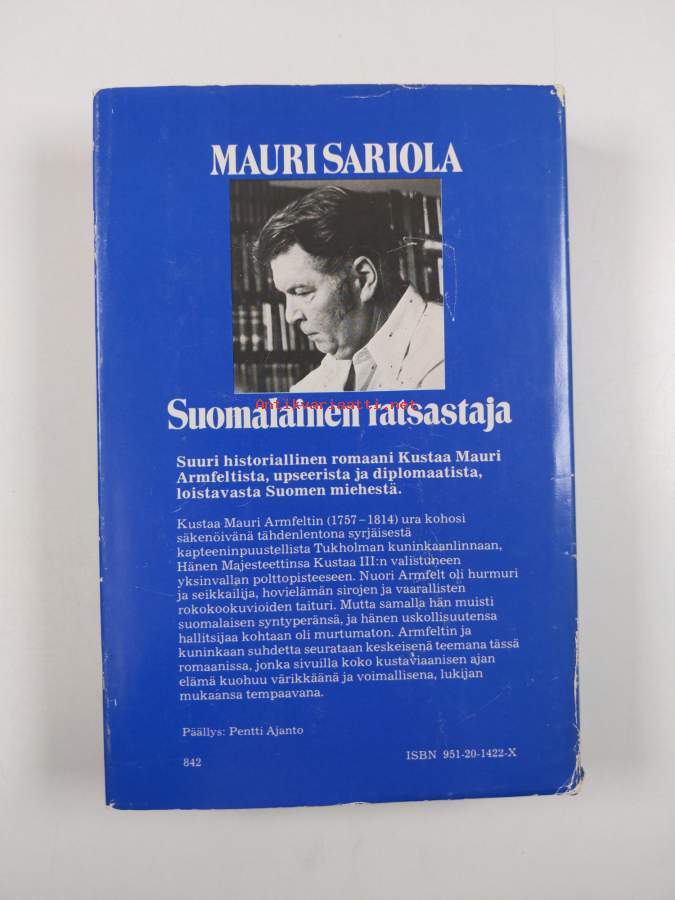 MAURI SARIOLA
Antikvariaatti.net
Suomalainen ratsastaja
Suuri historiallinen romaani Kustaa Mauri
Armfeltista, upseerista ja diplomaatista,
loistavasta Suomen miehestä.
Kustaa Mauri Armfeltin (1757–1814) ura kohosi
säkenöivänä tähdenlentona syrjäisestä
kapteeninpuustellista Tukholman kuninkaanlinnaan,
Hänen Majesteettinsa Kustaa III:n valistuneen
yksinvallan polttopisteeseen. Nuori Armfelt oli hurmuri
ja seikkailija, hovielämän sirojen ja vaarallisten
rokokookuvioiden taituri. Mutta samalla hän muisti
suomalaisen syntyperänsä, ja hänen uskollisuutensa
hallitsijaa kohtaan oli murtumaton. Armfeltin ja
kuninkaan suhdetta seurataan keskeisenä teemana tässä
romaanissa, jonka sivuilla koko kustaviaanisen ajan
elämä kuohuu värikkäänä ja voimallisena, lukijan
mukaansa tempaavana.
Päällys: Pentti Ajanto
842
ISBN 951-20-1422-X